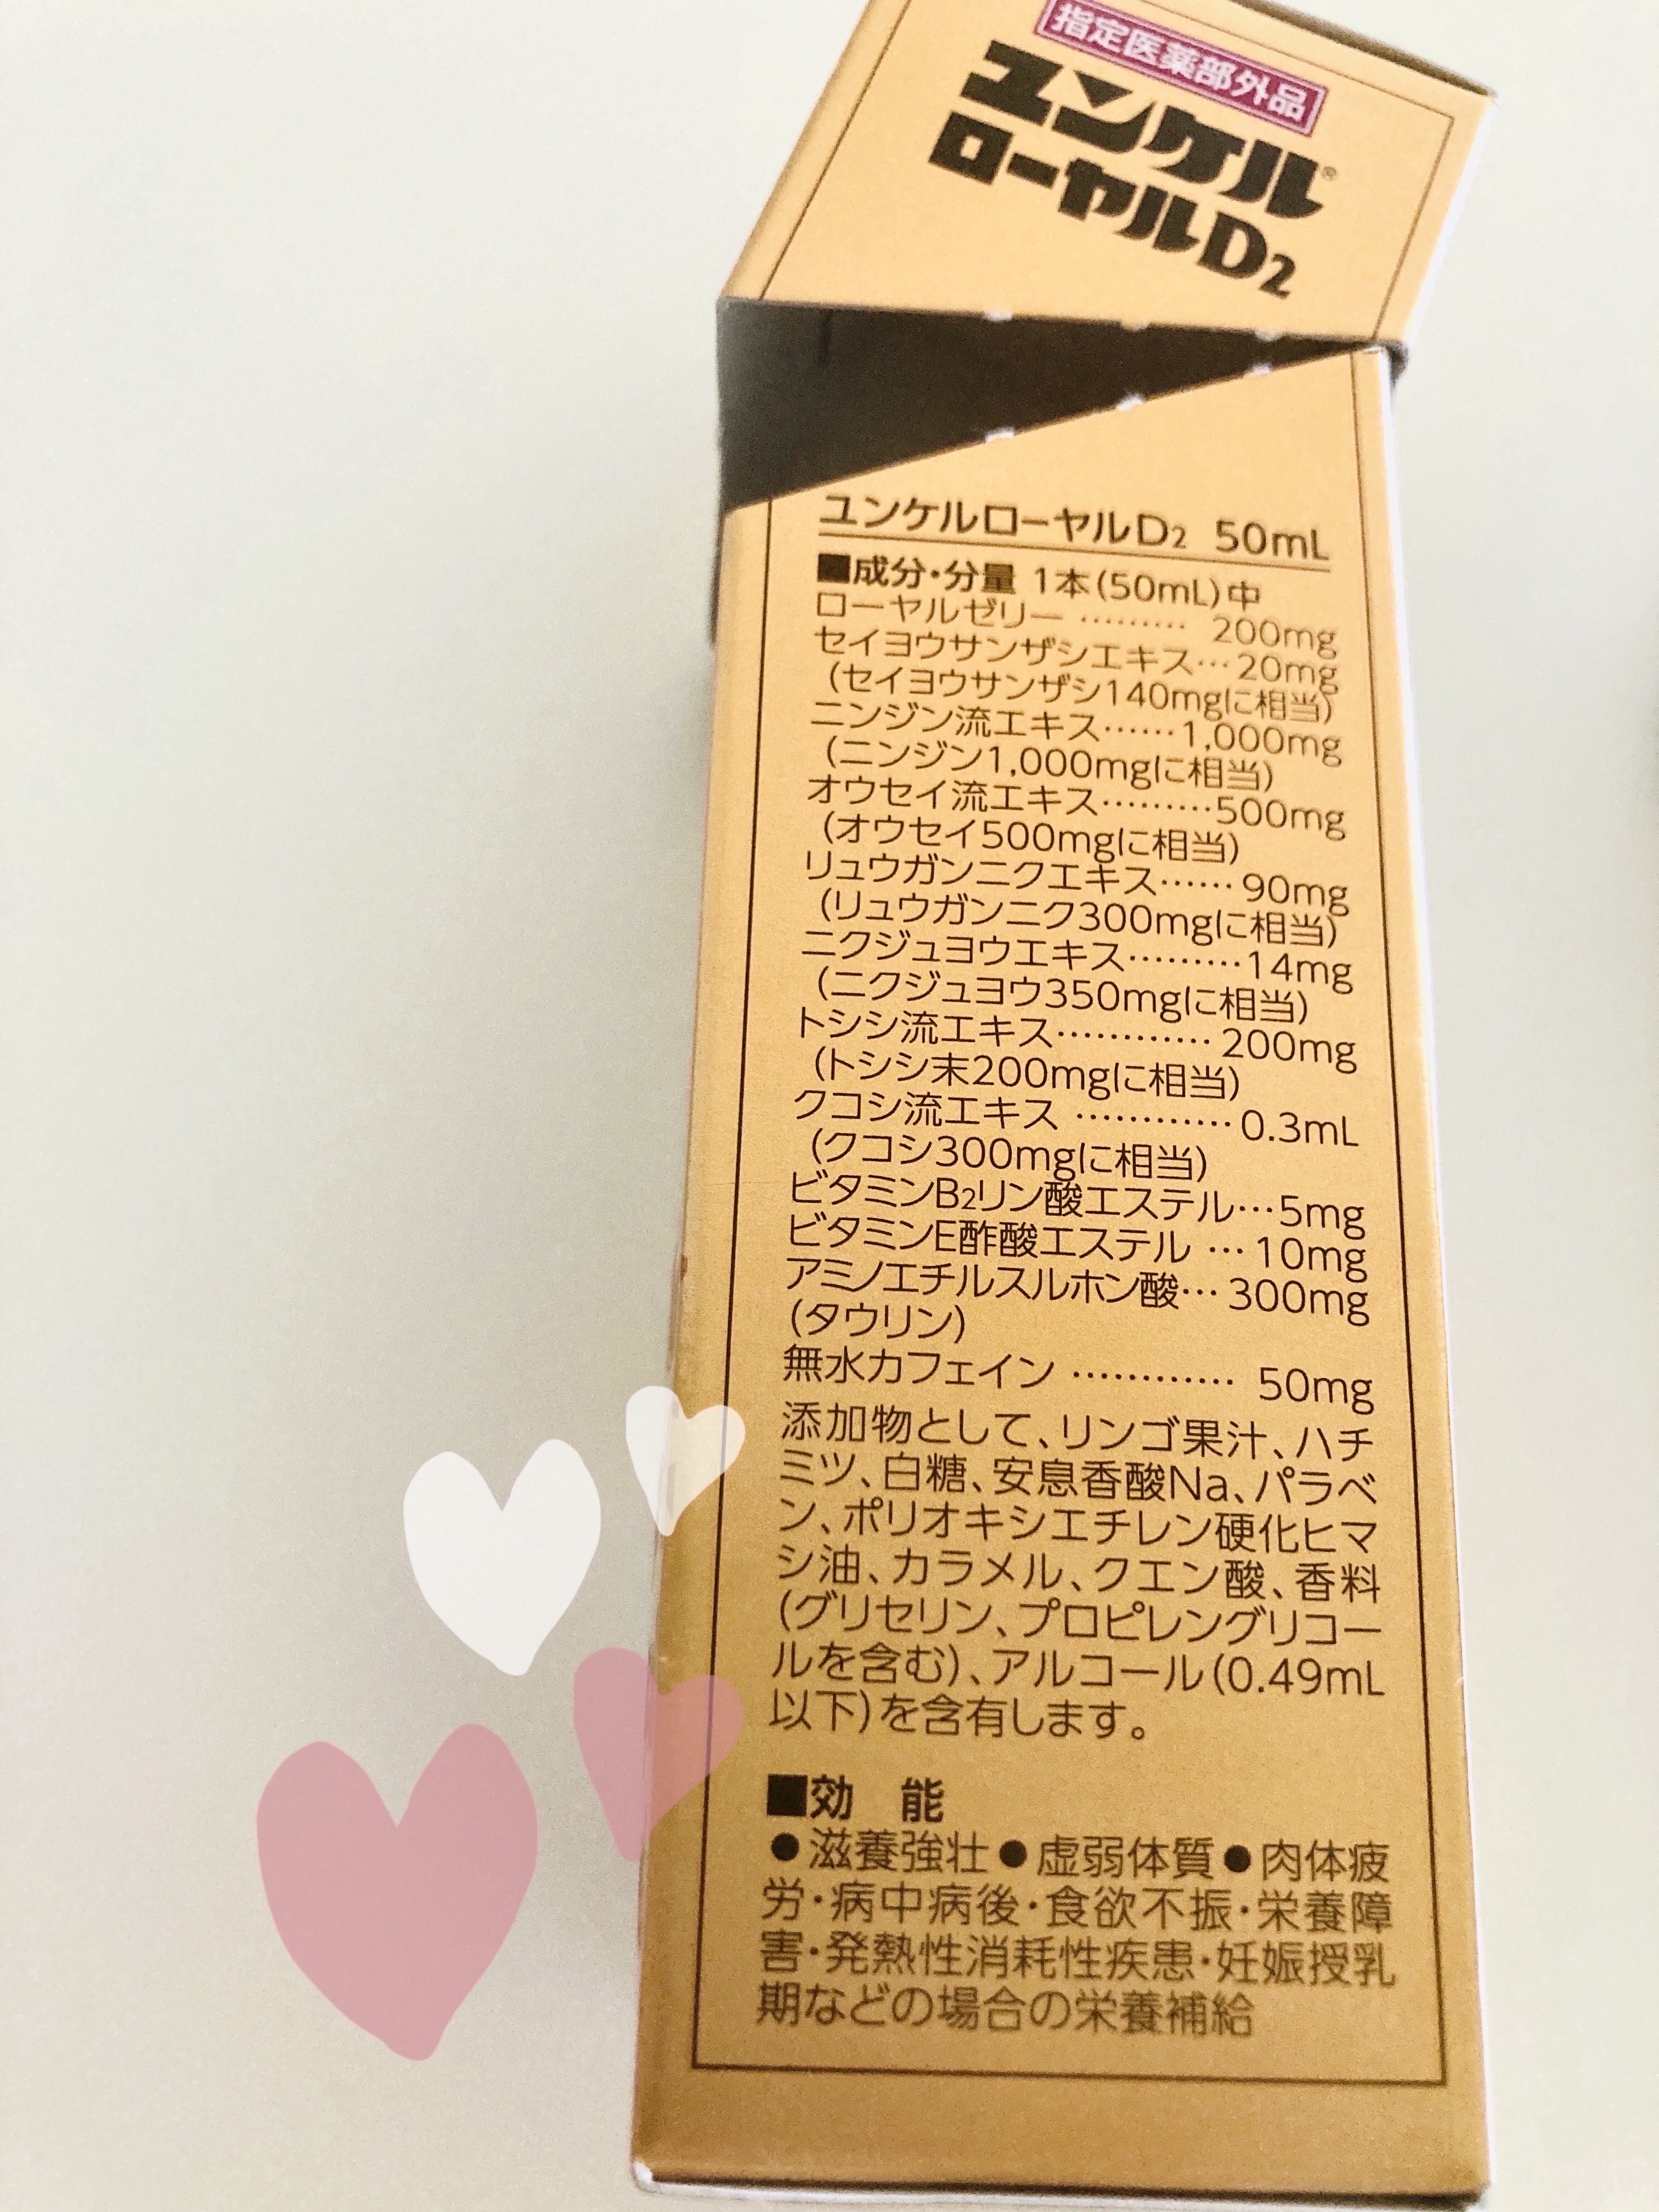 指定医薬部外品
ユンケル®
ローヤルD2
ユンケルローヤルD2 50mL
■成分・分量 1本(50mL)中
ローヤルゼリー ……… 200mg
セイヨウサンザシエキス…20mg
(セイヨウサンザシ140mgに相当)
ニンジン流エキス……1,000mg
(ニンジン1,000mgに相当)
オウセイ流エキス………500mg
(オウセイ500mgに相当)
リュウガンニクエキス……90mg
(リュウガンニク300mgに相当)
ニクジュヨウエキス………14mg
(ニクジュヨウ350mgに相当)
トシシ流エキス…………200mg
(トシシ末200mgに相当)
クコシ流エキス …………0.3mL
(クコシ300mgに相当)
ビタミンB2リン酸エステル…5mg
ビタミンE酢酸エステル …10mg
アミノエチルスルホン酸…300mg
(タウリン)
無水カフェイン ………… 50mg
添加物として、リンゴ果汁、ハチ
ミツ、白糖、安息香酸Na、パラベ
ン、ポリオキシエチレン硬化ヒマ
シ油、カラメル、クエン酸、香料
(グリセリン、プロピレングリコー
ルを含む)、アルコール(0.49mL
以下)を含有します。
■効 能
●滋養強壮●虚弱体質●肉体疲
労・病中病後・食欲不振・栄養障
害・発熱性消耗性疾患・妊娠授乳
期などの場合の栄養補給